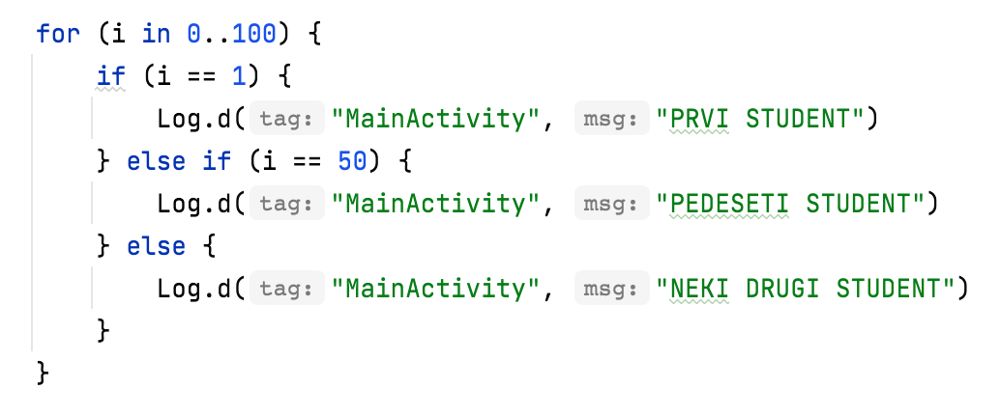 for (i in 0..100) {
if (i == 1) {
Log.d( tag: "MainActivity", msg: "PRVI STUDENT")
} else if (i == 50) {
Log.d( tag: "MainActivity", msg: "PEDESETI STUDENT")
} else {
Log.d( tag: "MainActivity", msg: "NEKI DRUGI STUDENT")
}
}